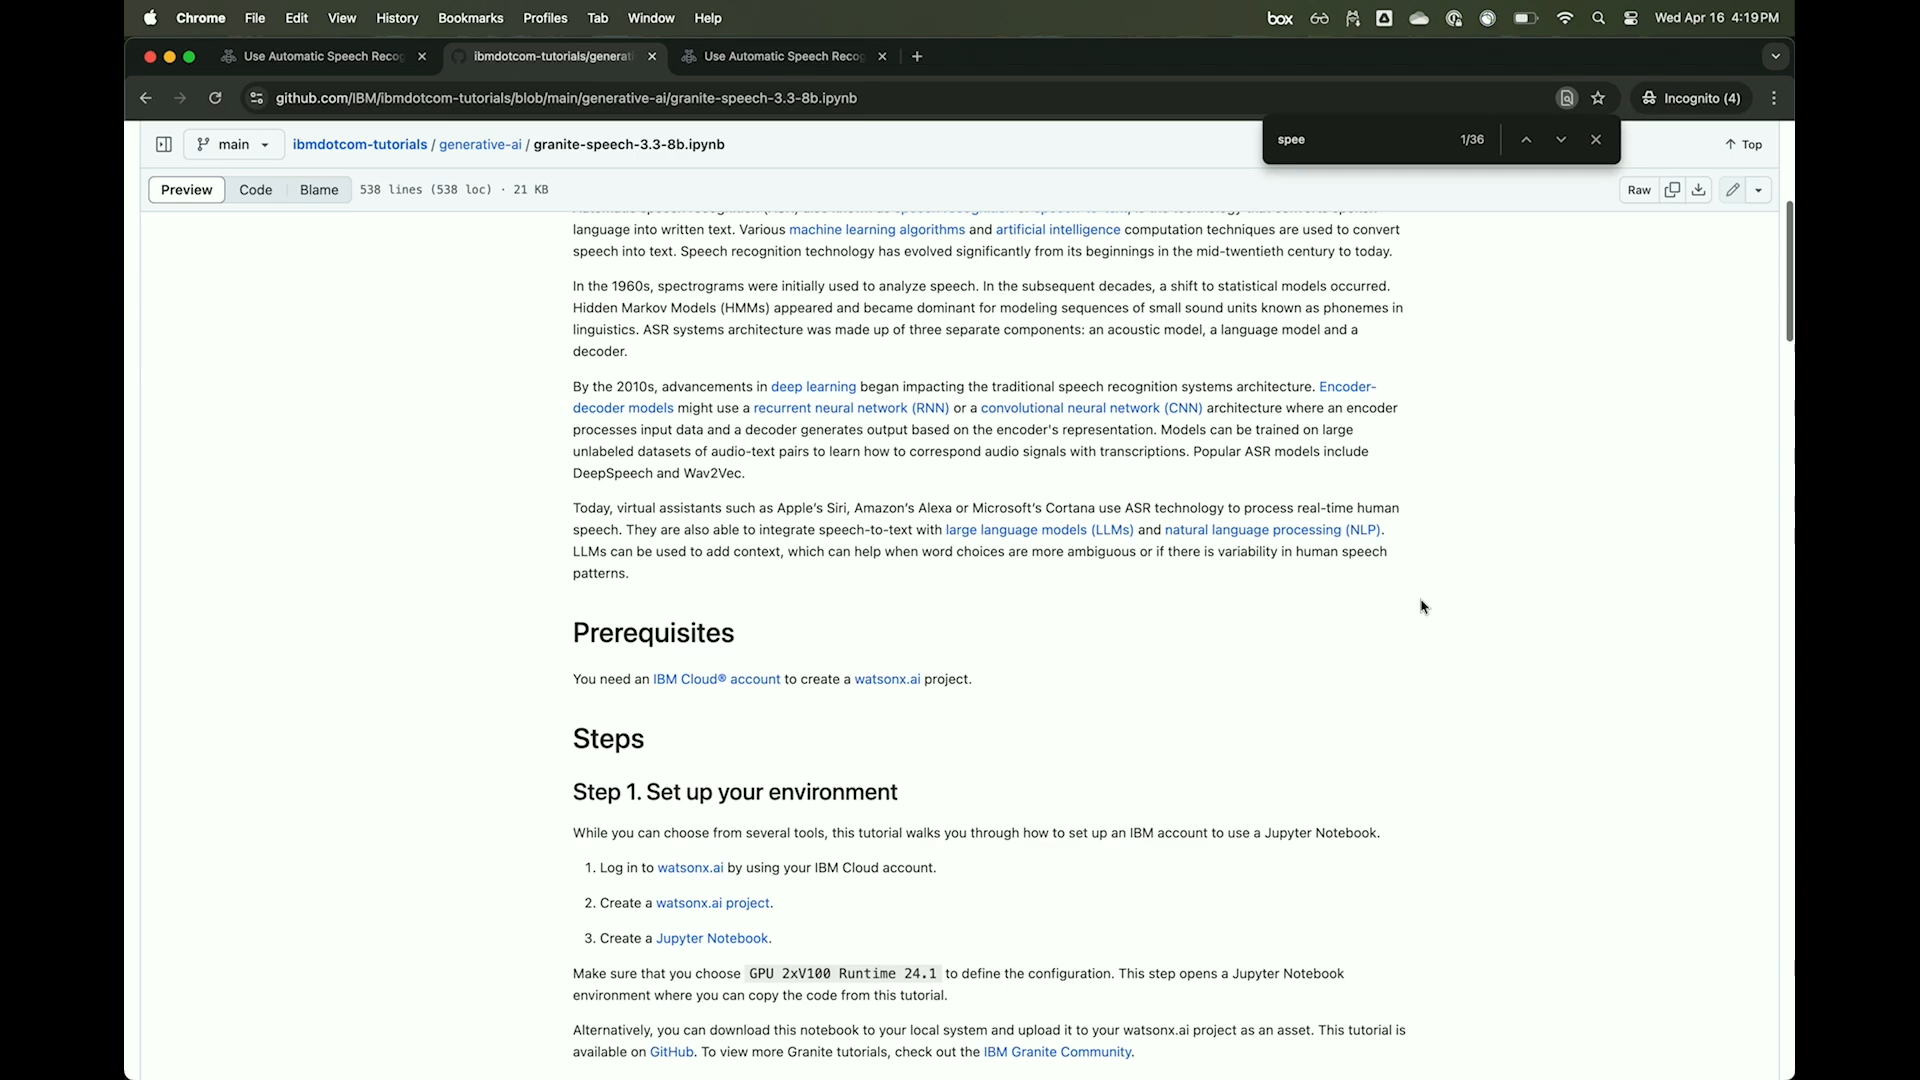 Chrome File Edit View History Bookmarks Profiles Tab Window Help box Wed Apr 16 4:19 PM
Use Automatic Speech Recog ibmdotcom-tutorials/generati Use Automatic Speech Recog
github.com/IBM/ibmdotcom-tutorials/blob/main/generative-ai/granite-speech-3.3-8b.ipynb Incognito (4)
spee 1/36
main ibmdotcom-tutorials / generative-ai / granite-speech-3.3-8b.ipynb Top
Preview Code Blame 538 lines (538 loc) · 21 KB Raw
language into written text. Various machine learning algorithms and artificial intelligence computation techniques are used to convert
speech into text. Speech recognition technology has evolved significantly from its beginnings in the mid-twentieth century to today.
In the 1960s, spectrograms were initially used to analyze speech. In the subsequent decades, a shift to statistical models occurred.
Hidden Markov Models (HMMs) appeared and became dominant for modeling sequences of small sound units known as phonemes in
linguistics. ASR systems architecture was made up of three separate components: an acoustic model, a language model and a
decoder.
By the 2010s, advancements in deep learning began impacting the traditional speech recognition systems architecture. Encoder-
decoder models might use a recurrent neural network (RNN) or a convolutional neural network (CNN) architecture where an encoder
processes input data and a decoder generates output based on the encoder's representation. Models can be trained on large
unlabeled datasets of audio-text pairs to learn how to correspond audio signals with transcriptions. Popular ASR models include
DeepSpeech and Wav2Vec.
Today, virtual assistants such as Apple's Siri, Amazon's Alexa or Microsoft's Cortana use ASR technology to process real-time human
speech. They are also able to integrate speech-to-text with large language models (LLMs) and natural language processing (NLP).
LLMs can be used to add context, which can help when word choices are more ambiguous or if there is variability in human speech
patterns.
Prerequisites
You need an IBM Cloud® account to create a watsonx.ai project.
Steps
Step 1. Set up your environment
While you can choose from several tools, this tutorial walks you through how to set up an IBM account to use a Jupyter Notebook.
1. Log in to watsonx.ai by using your IBM Cloud account.
2. Create a watsonx.ai project.
3. Create a Jupyter Notebook.
Make sure that you choose GPU 2xV100 Runtime 24.1 to define the configuration. This step opens a Jupyter Notebook
environment where you can copy the code from this tutorial.
Alternatively, you can download this notebook to your local system and upload it to your watsonx.ai project as an asset. This tutorial is
available on GitHub. To view more Granite tutorials, check out the IBM Granite Community.